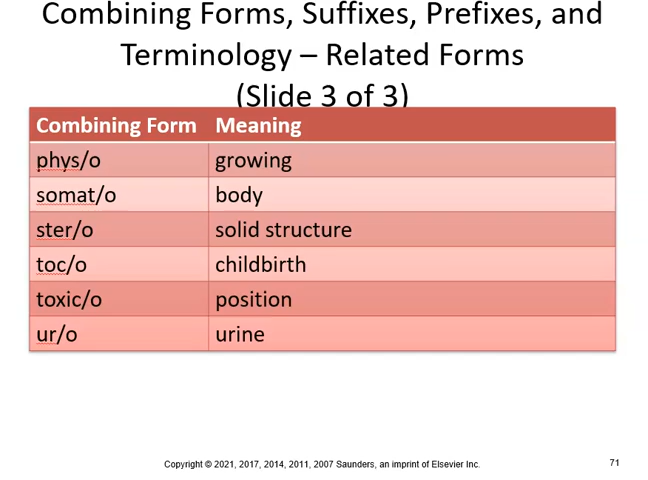 Combining Forms, Suffixes, Prefixes, and
Terminology – Related Forms
(Slide 3 of 3)
Combining Form Meaning
phys/o growing
somat/o body
ster/o solid structure
toc/o childbirth
toxic/o position
ur/o urine
Copyright © 2021, 2017, 2014, 2011, 2007 Saunders, an imprint of Elsevier Inc. 71